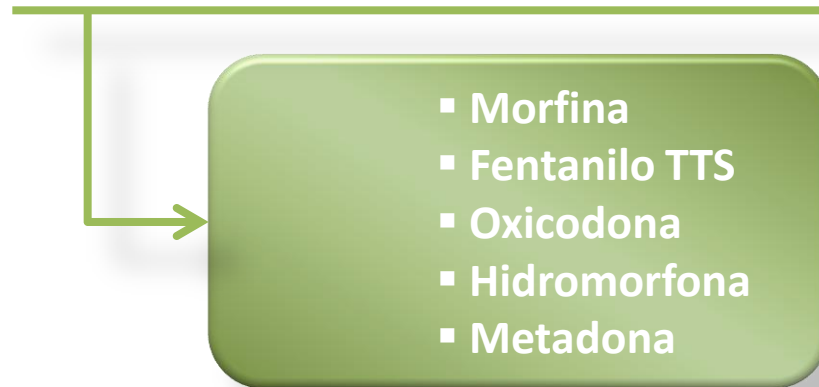 ▪ Morfina
▪ Fentanilo TTS
▪ Oxicodona
▪ Hidromorfona
▪ Metadona